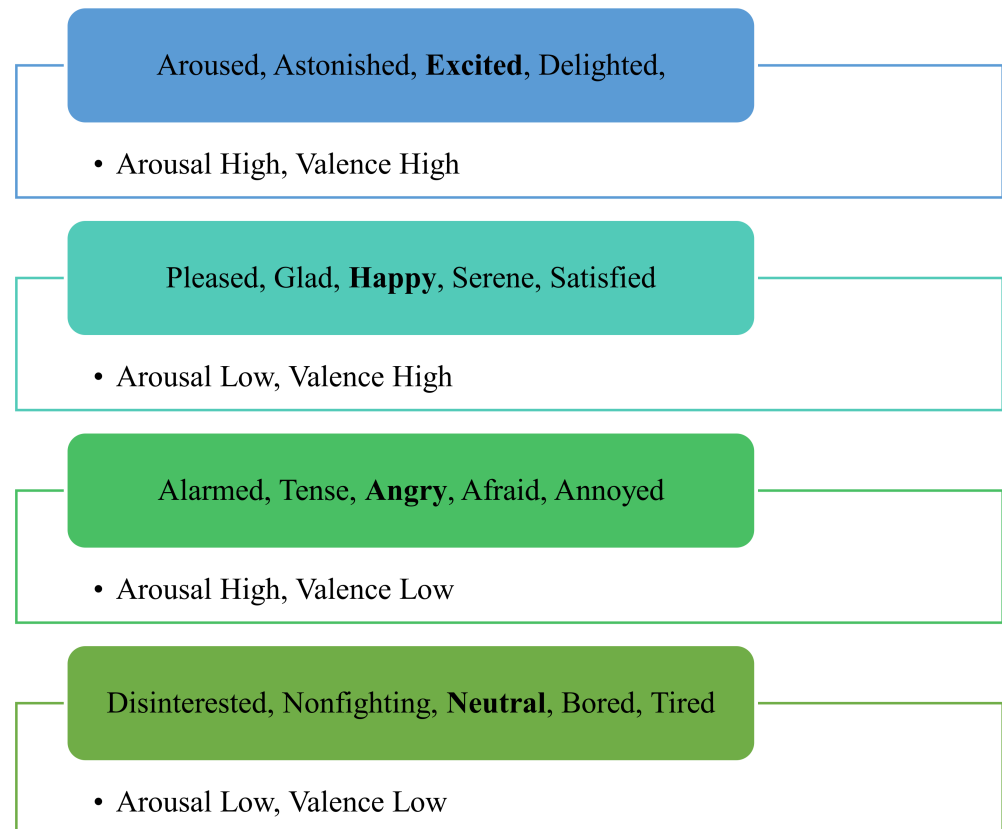 Aroused, Astonished, Excited, Delighted,
• Arousal High, Valence High
Pleased, Glad, Happy, Serene, Satisfied
• Arousal Low, Valence High
Alarmed, Tense, Angry, Afraid, Annoyed
• Arousal High, Valence Low
Disinterested, Nonfighting, Neutral, Bored, Tired
• Arousal Low, Valence Low